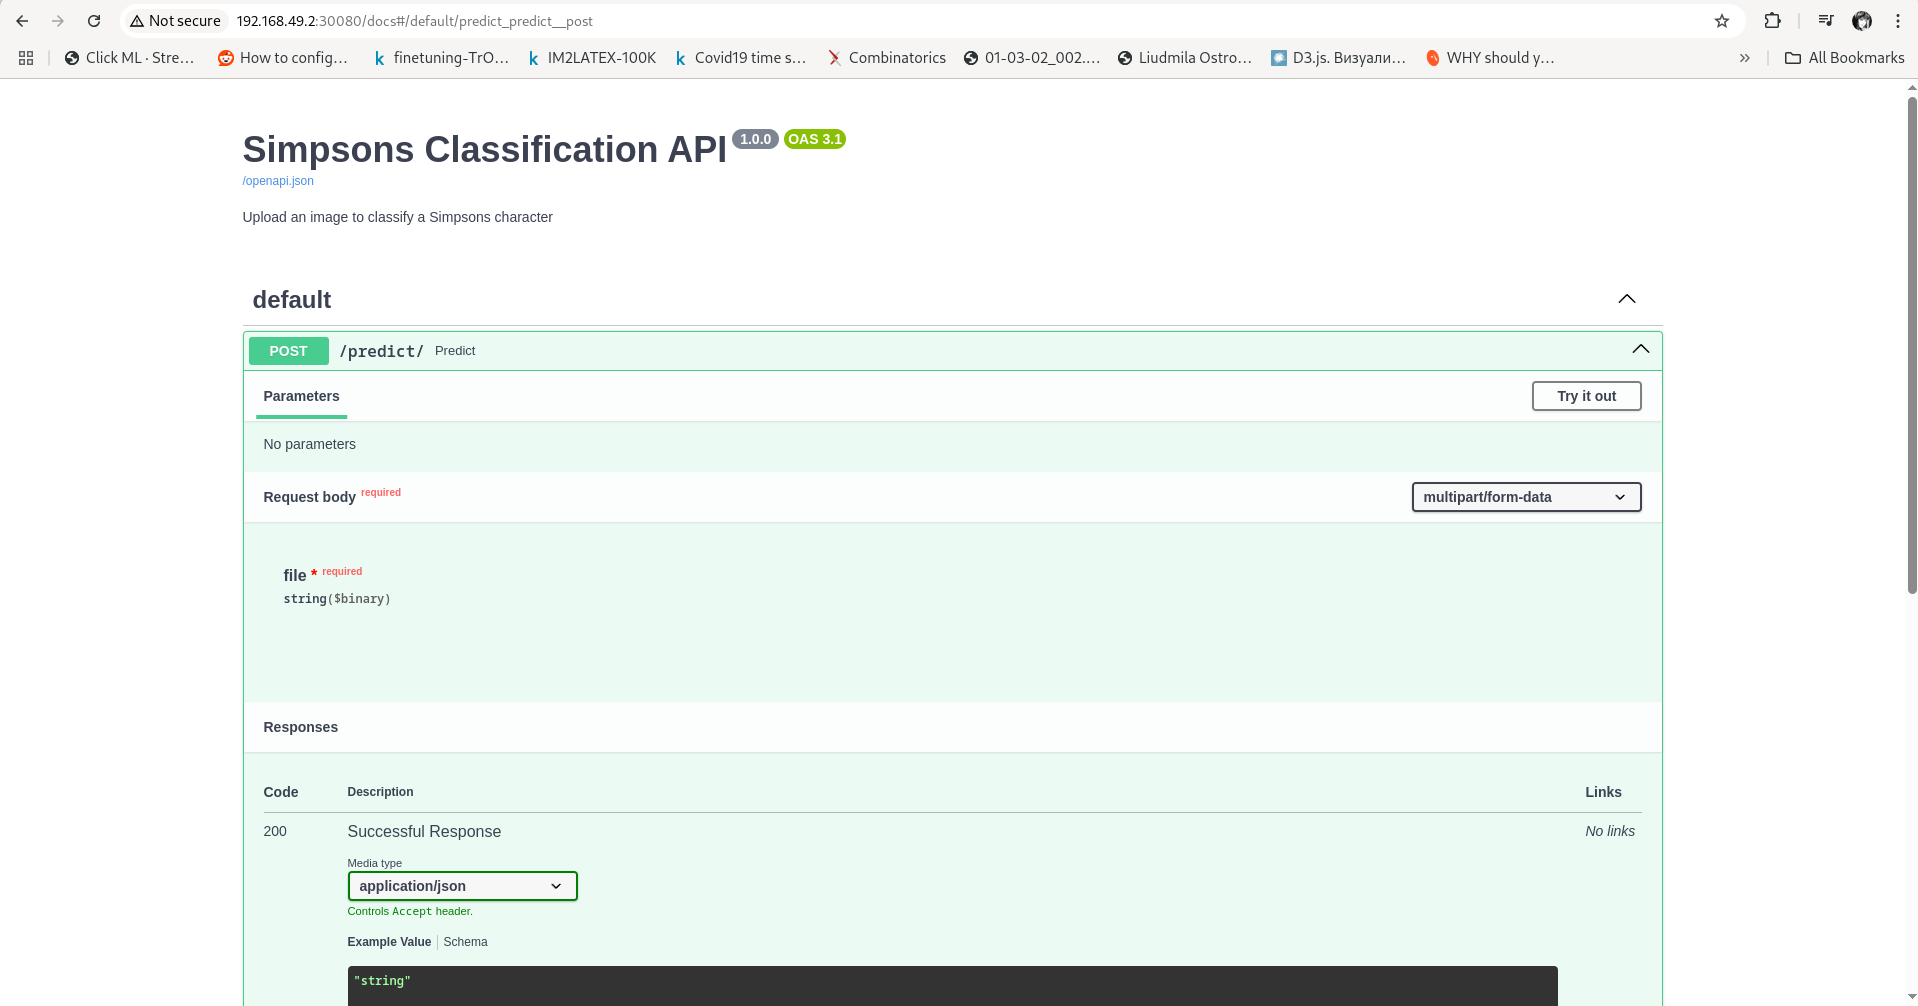 Not secure 192.168.49.2:30080/docs#/default/predict_predict__post
Click ML · Stre... How to config... finetuning-TrO... IM2LATEX-100K Covid19 time s... Combinatorics 01-03-02_002.... Liudmila Ostro... D3.js. Визуали... WHY should y... » All Bookmarks
Simpsons Classification API 1.0.0 OAS 3.1
/openapi.json
Upload an image to classify a Simpsons character
default
POST /predict/ Predict
Parameters Try it out
No parameters
Request body required multipart/form-data
file * required
string($binary)
Responses
Code Description Links
200 Successful Response No links
Media type
application/json
Controls Accept header.
Example Value Schema
"string"